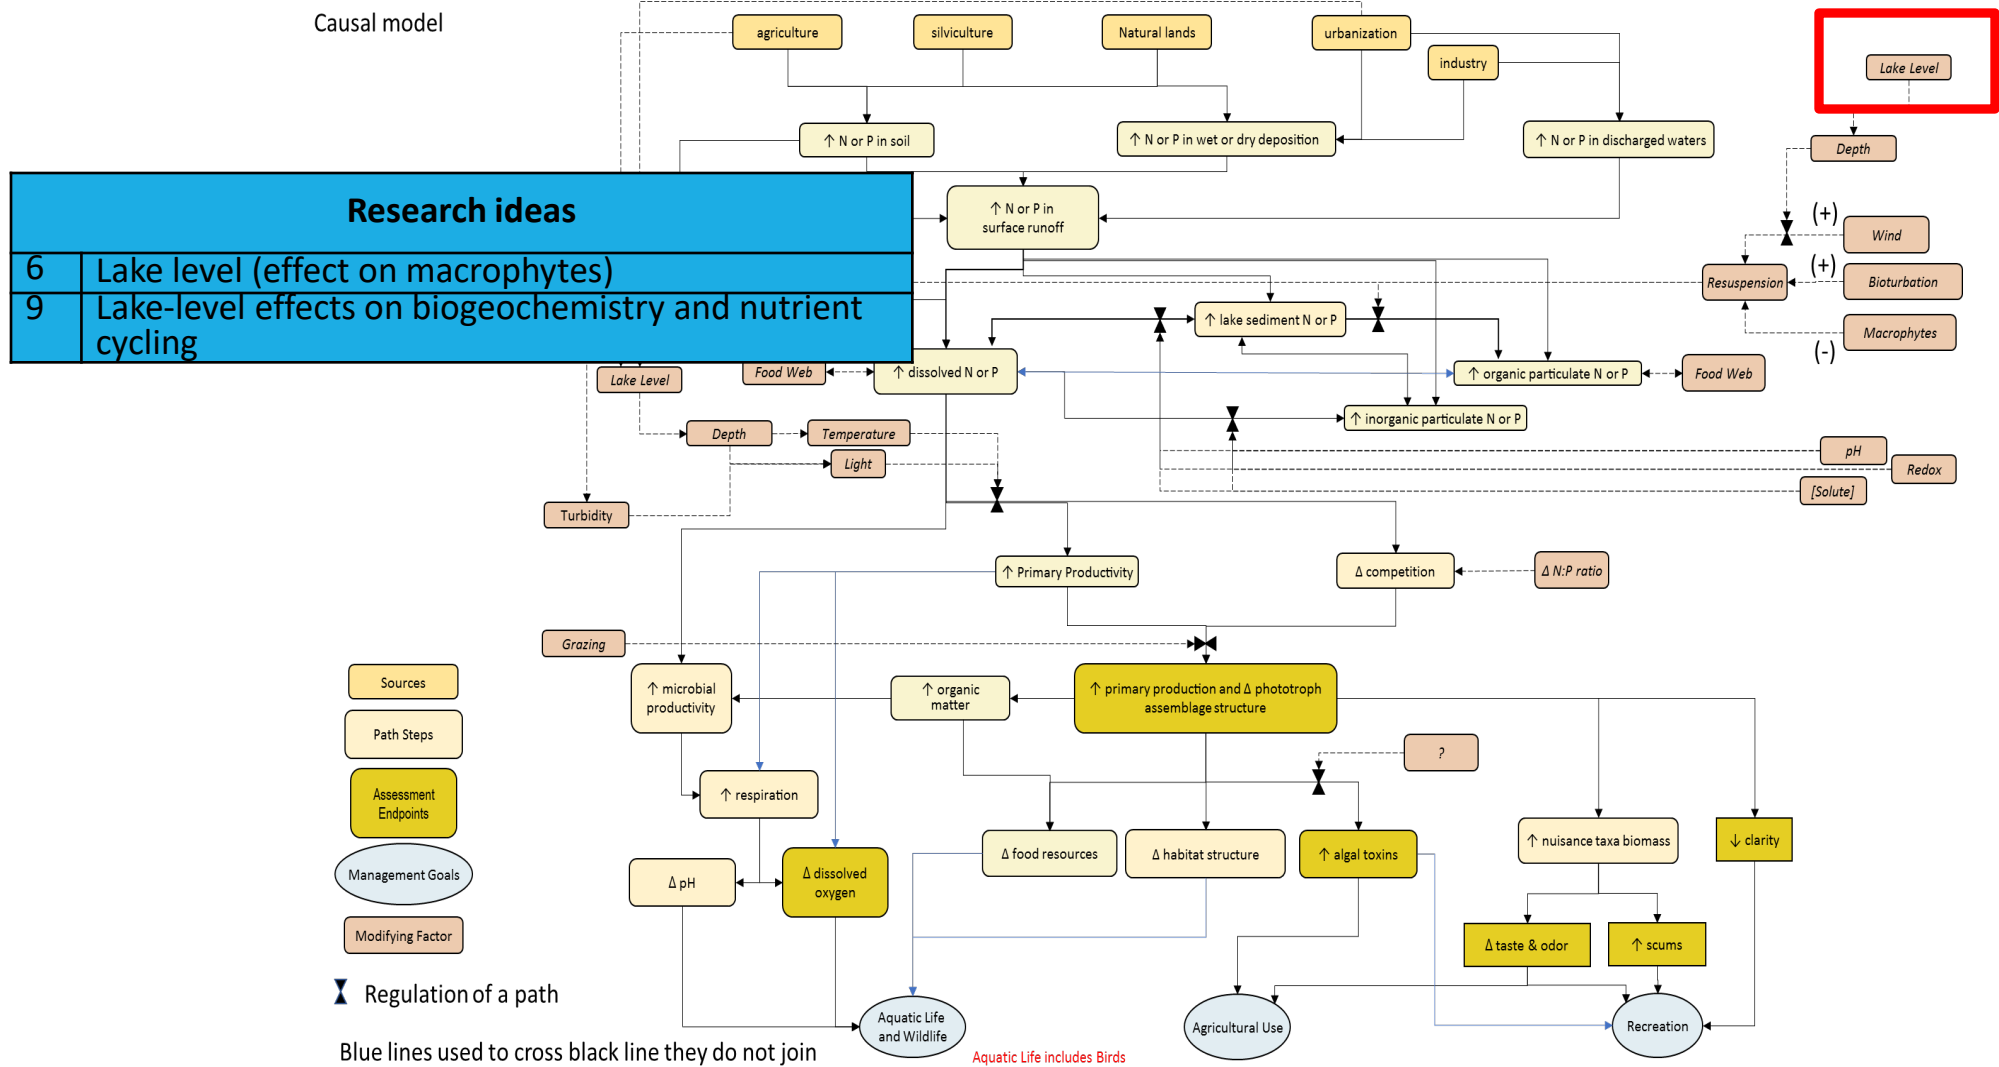 Causal model
agriculture
silviculture
Natural lands
urbanization
industry
Lake Level
↑ N or P in soil
↑ N or P in wet or dry deposition
↑ N or P in discharged waters
Depth
Research ideas
6 Lake level (effect on macrophytes)
9 Lake-level effects on biogeochemistry and nutrient
cycling
↑ N or P in
surface runoff
(+)
Wind
(+)
Resuspension
Bioturbation
↑ lake sediment N or P
Macrophytes
(-)
Lake Level
Food Web
↑ dissolved N or P
↑ organic particulate N or P
Food Web
↑ inorganic particulate N or P
Depth
Temperature
Light
pH
Redox
[Solute]
Turbidity
↑ Primary Productivity
Δ competition
Δ N:P ratio
Grazing
Sources
Path Steps
Assessment
Endpoints
Management Goals
Modifying Factor
Regulation of a path
Blue lines used to cross black line they do not join
↑ microbial
productivity
↑ organic
matter
↑ primary production and Δ phototroph
assemblage structure
?
↑ respiration
Δ food resources
Δ habitat structure
↑ algal toxins
↑ nuisance taxa biomass
↓ clarity
Δ pH
Δ dissolved
oxygen
Δ taste & odor
↑ scums
Aquatic Life
and Wildlife
Agricultural Use
Recreation
Aquatic Life includes Birds